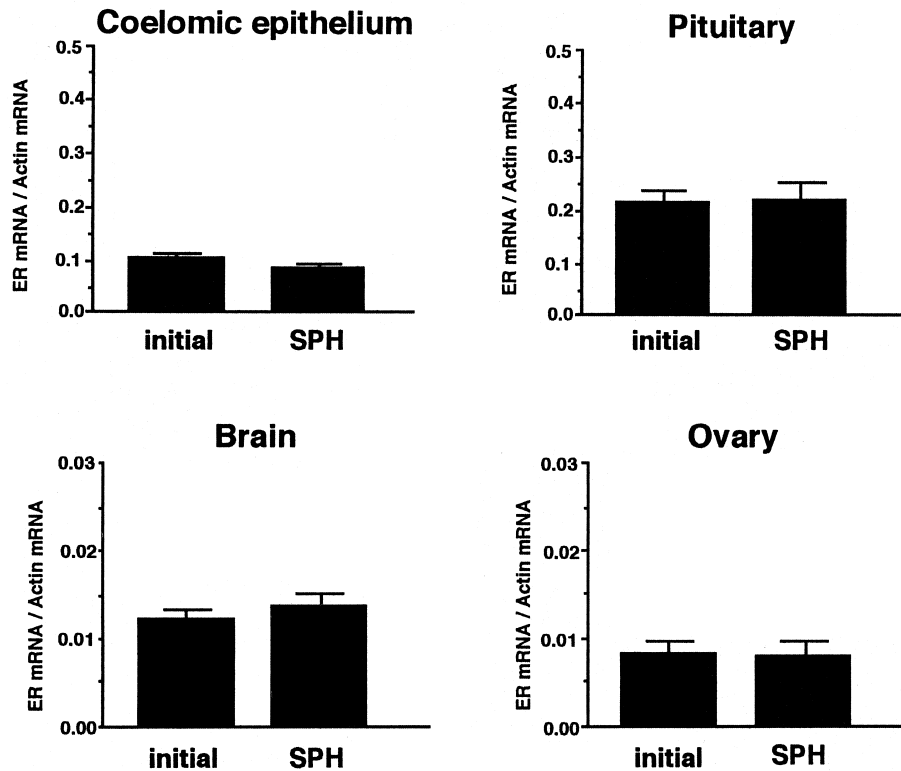 Coelomic epithelium
ER mRNA / Actin mRNA
0.5
0.4
0.3
0.2
0.1
0.0
initial SPH
Pituitary
ER mRNA / Actin mRNA
0.5
0.4
0.3
0.2
0.1
0.0
initial SPH
Brain
ER mRNA / Actin mRNA
0.03
0.02
0.01
0.00
initial SPH
Ovary
ER mRNA / Actin mRNA
0.03
0.02
0.01
0.00
initial SPH